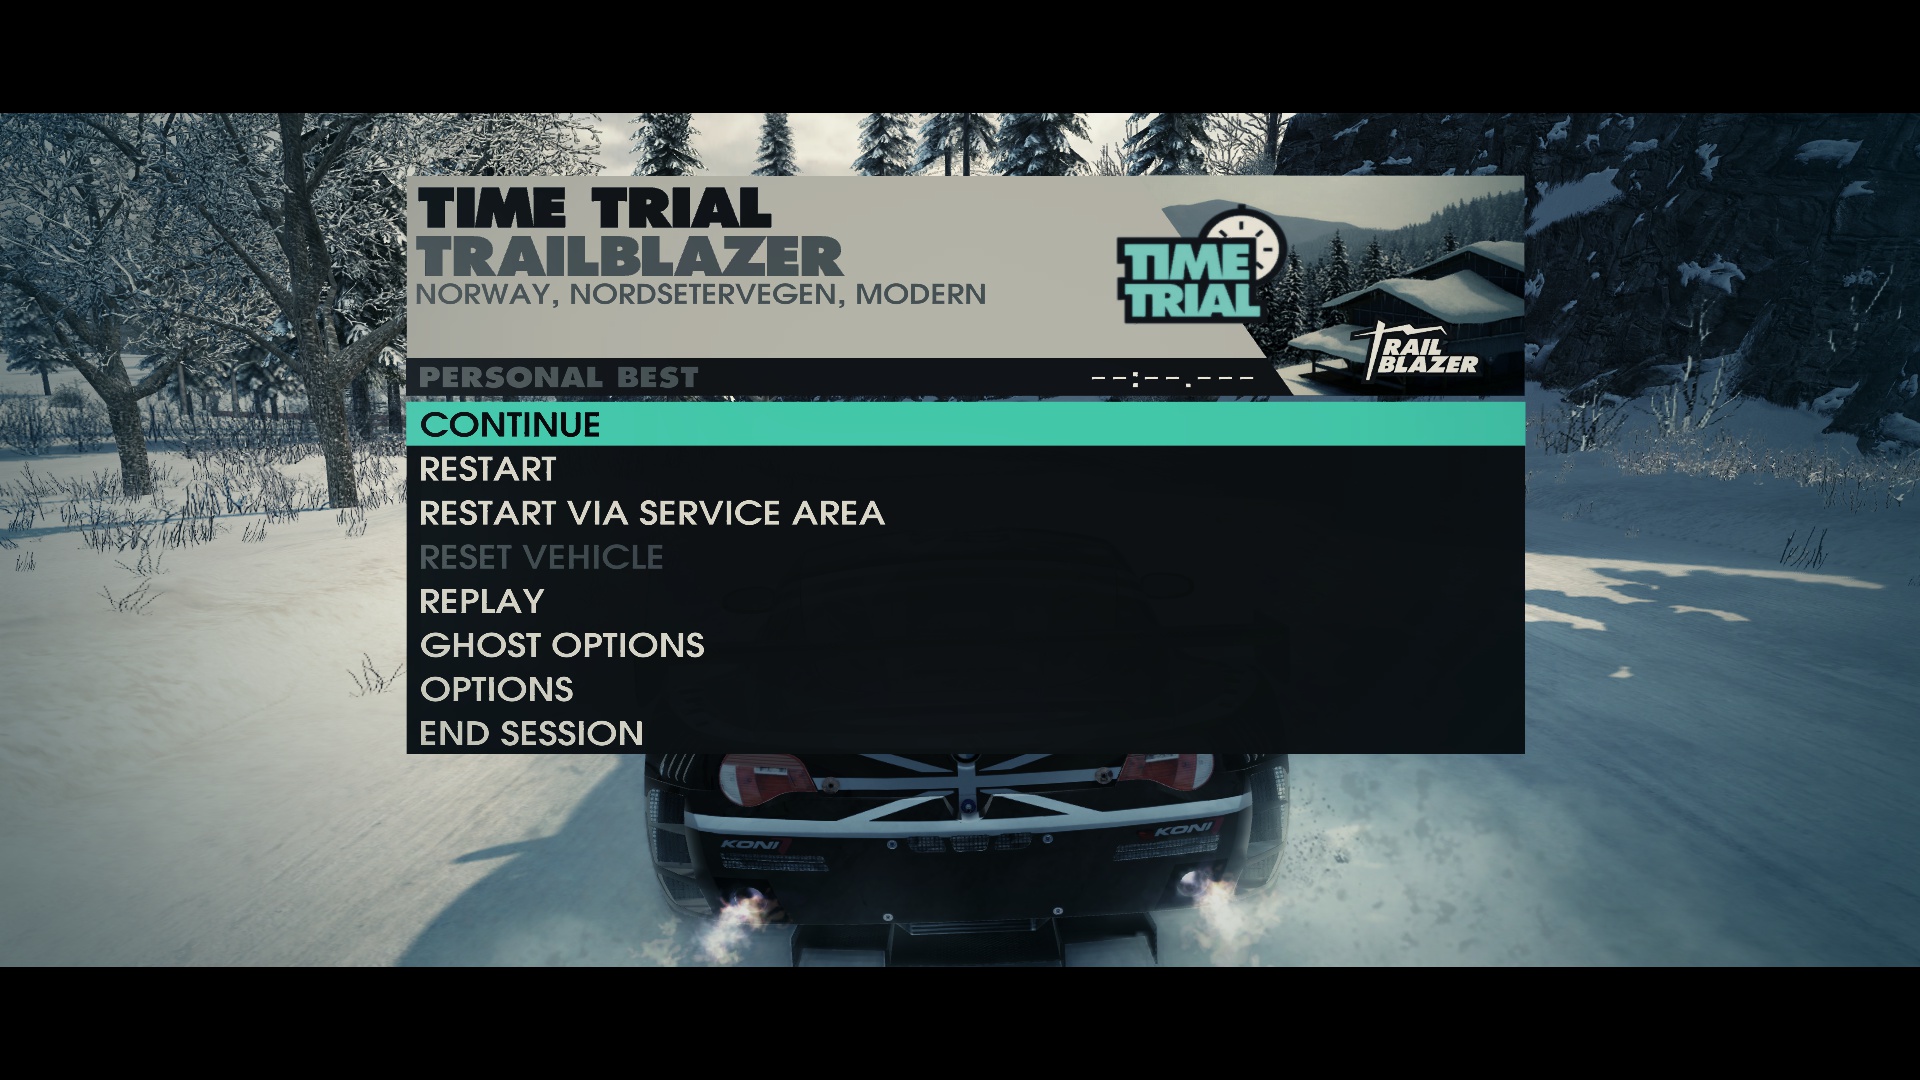 TIME TRIAL
TRAILBLAZER
NORWAY, NORDSETERVEGEN, MODERN
TIME
TRIAL
TRAIL
BLAZER
PERSONAL BEST --:--.---
CONTINUE
RESTART
RESTART VIA SERVICE AREA
RESET VEHICLE
REPLAY
GHOST OPTIONS
OPTIONS
END SESSION
KONI
KONI